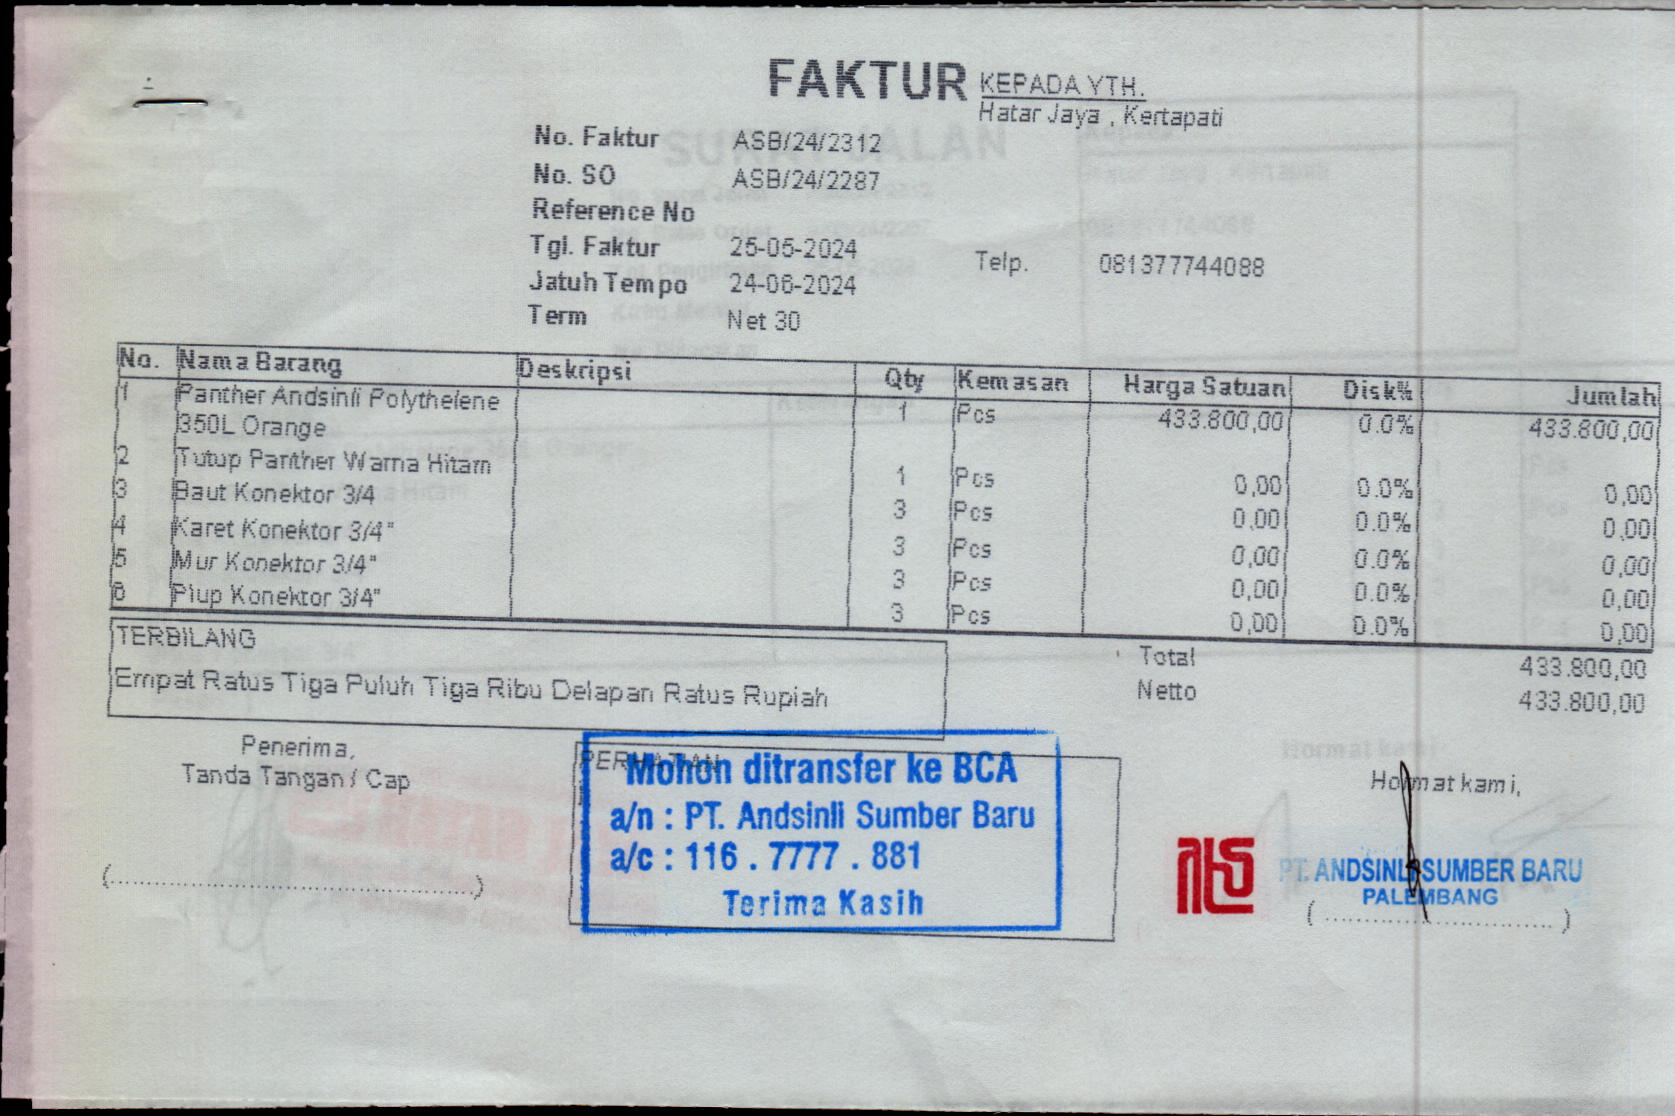 FAKTUR
KEPADA YTH.
Hatar Jaya , Kertapati
No. Faktur ASB/24/2312
No. SO ASB/24/2287
Reference No
Tgl. Faktur 25-05-2024
Telp. 081377744088
Jatuh Tempo 24-06-2024
Term Net 30
No. Nama Barang Deskripsi Qty Kemasan Harga Satuan Disk% Jumlah
1 Panther Andsinli Polythelene 1 Pcs 433.800,00 0.0% 433.800,00
350L Orange
2 Tutup Panther Warna Hitam 1 Pcs 0,00 0.0% 0,00
3 Baut Konektor 3/4 3 Pcs 0,00 0.0% 0,00
4 Karet Konektor 3/4" 3 Pcs 0,00 0.0% 0,00
5 Mur Konektor 3/4" 3 Pcs 0,00 0.0% 0,00
6 Plup Konektor 3/4" 3 Pcs 0,00 0.0% 0,00
TERBILANG
Empat Ratus Tiga Puluh Tiga Ribu Delapan Ratus Rupiah
Total 433.800,00
Netto 433.800,00
Penerima,
Tanda Tangan / Cap
PERHATIAN
Mohon ditransfer ke BCA
a/n : PT. Andsinli Sumber Baru
a/c : 116 . 7777 . 881
Terima Kasih
Hormat kami,
PT. ANDSINLI SUMBER BARU
PALEMBANG